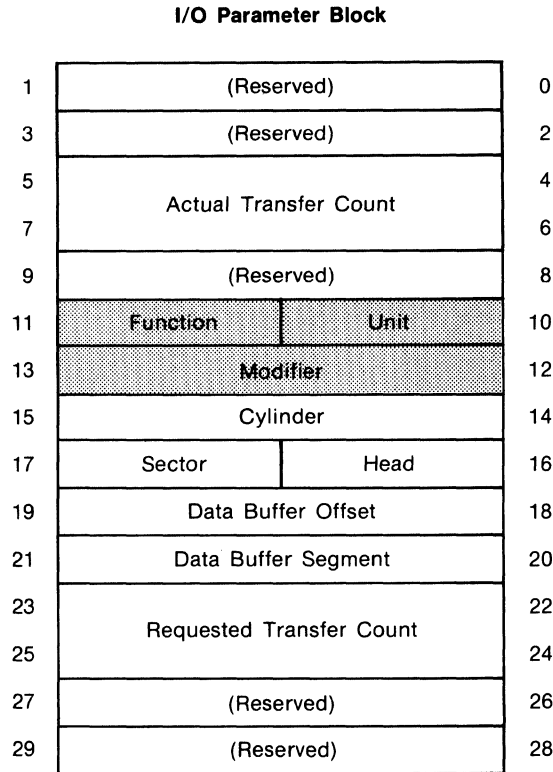 I/O Parameter Block
1 (Reserved) 0
3 (Reserved) 2
5 4
Actual Transfer Count
7 6
9 (Reserved) 8
11 Function Unit 10
13 Modifier 12
15 Cylinder 14
17 Sector Head 16
19 Data Buffer Offset 18
21 Data Buffer Segment 20
23 22
Requested Transfer Count
25 24
27 (Reserved) 26
29 (Reserved) 28